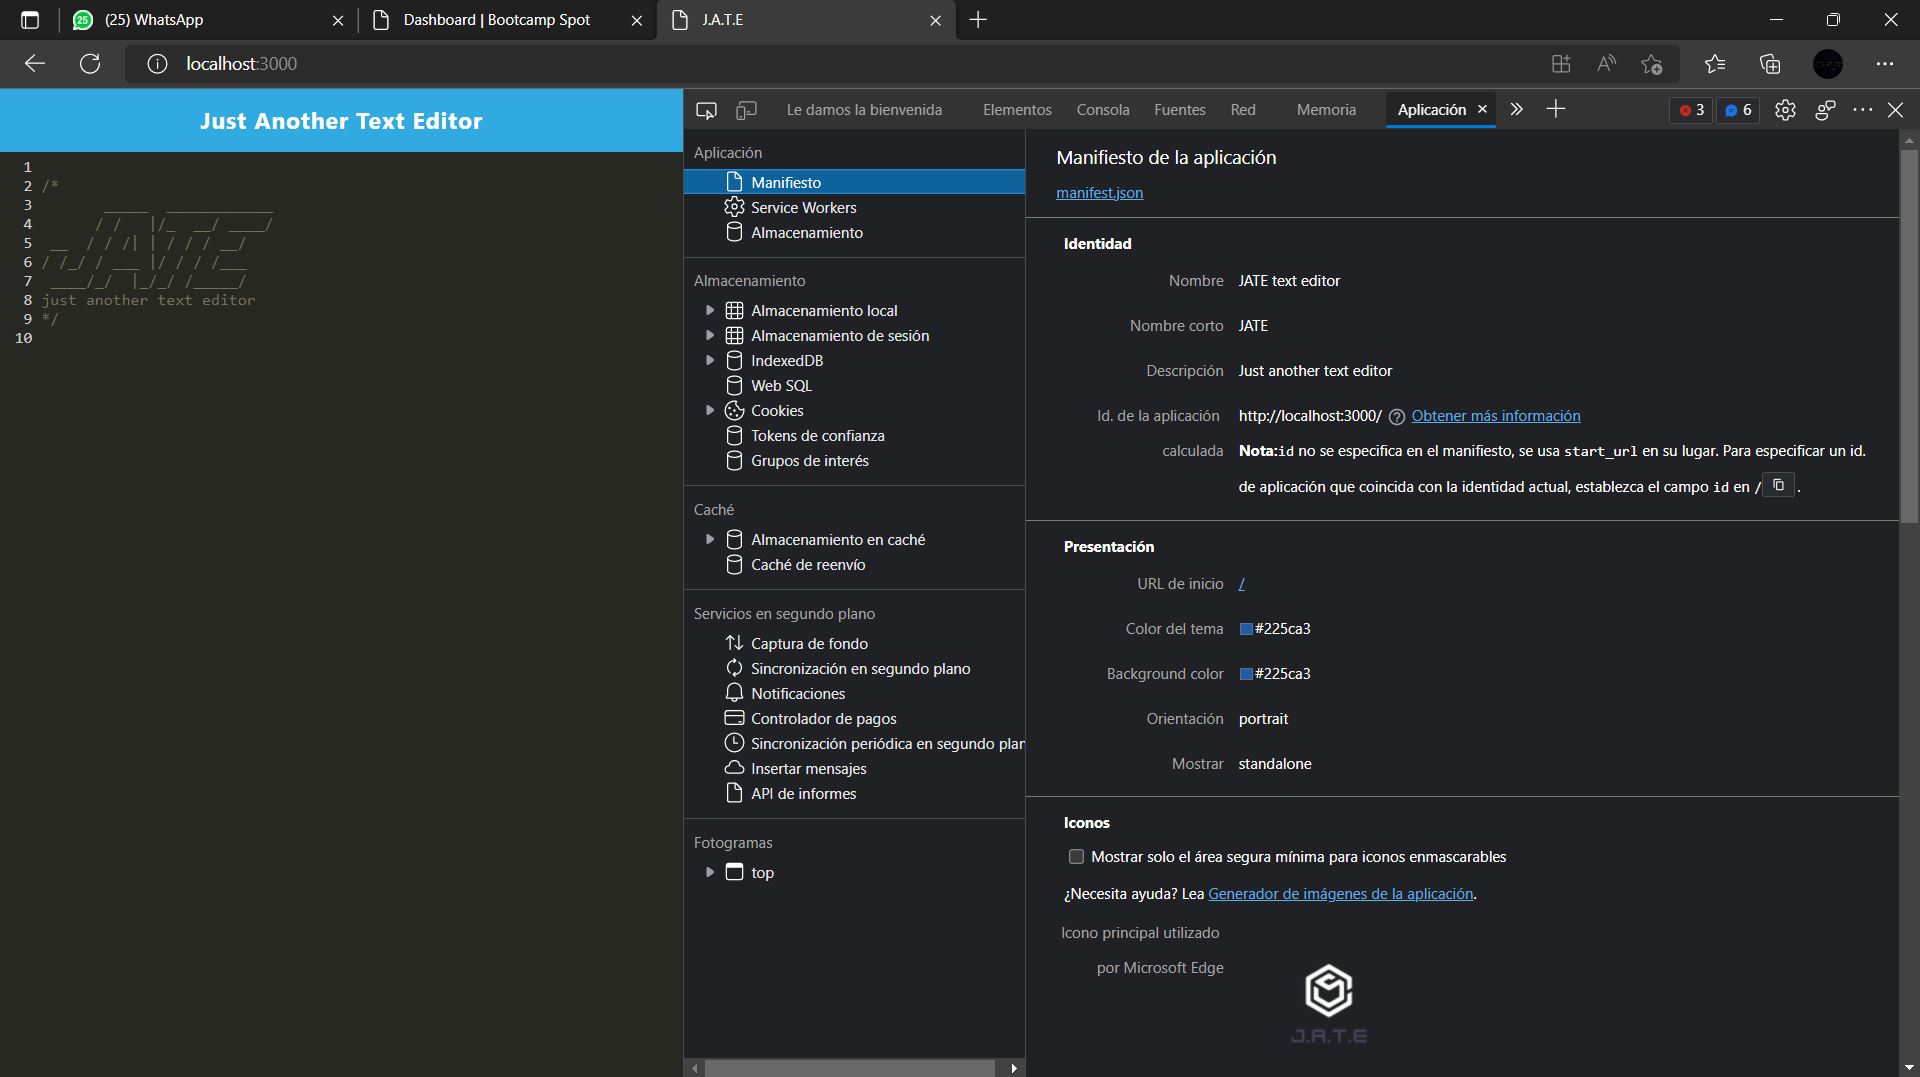 (25) WhatsApp
Dashboard | Bootcamp Spot
J.A.T.E
localhost:3000
Just Another Text Editor
1
2 /*
3
4
5
6
7
8 just another text editor
9 */
10
Le damos la bienvenida
Elementos
Consola
Fuentes
Red
Memoria
Aplicación
3
6
Aplicación
Manifiesto
Service Workers
Almacenamiento
Almacenamiento
Almacenamiento local
Almacenamiento de sesión
IndexedDB
Web SQL
Cookies
Tokens de confianza
Grupos de interés
Caché
Almacenamiento en caché
Caché de reenvío
Servicios en segundo plano
Captura de fondo
Sincronización en segundo plano
Notificaciones
Controlador de pagos
Sincronización periódica en segundo plan
Insertar mensajes
API de informes
Fotogramas
top
Manifiesto de la aplicación
manifest.json
Identidad
Nombre JATE text editor
Nombre corto JATE
Descripción Just another text editor
Id. de la aplicación http://localhost:3000/ Obtener más información
calculada Nota:id no se especifica en el manifiesto, se usa start_url en su lugar. Para especificar un id.
de aplicación que coincida con la identidad actual, establezca el campo id en / .
Presentación
URL de inicio /
Color del tema #225ca3
Background color #225ca3
Orientación portrait
Mostrar standalone
Iconos
Mostrar solo el área segura mínima para iconos enmascarables
¿Necesita ayuda? Lea Generador de imágenes de la aplicación.
Icono principal utilizado
por Microsoft Edge
J.A.T.E